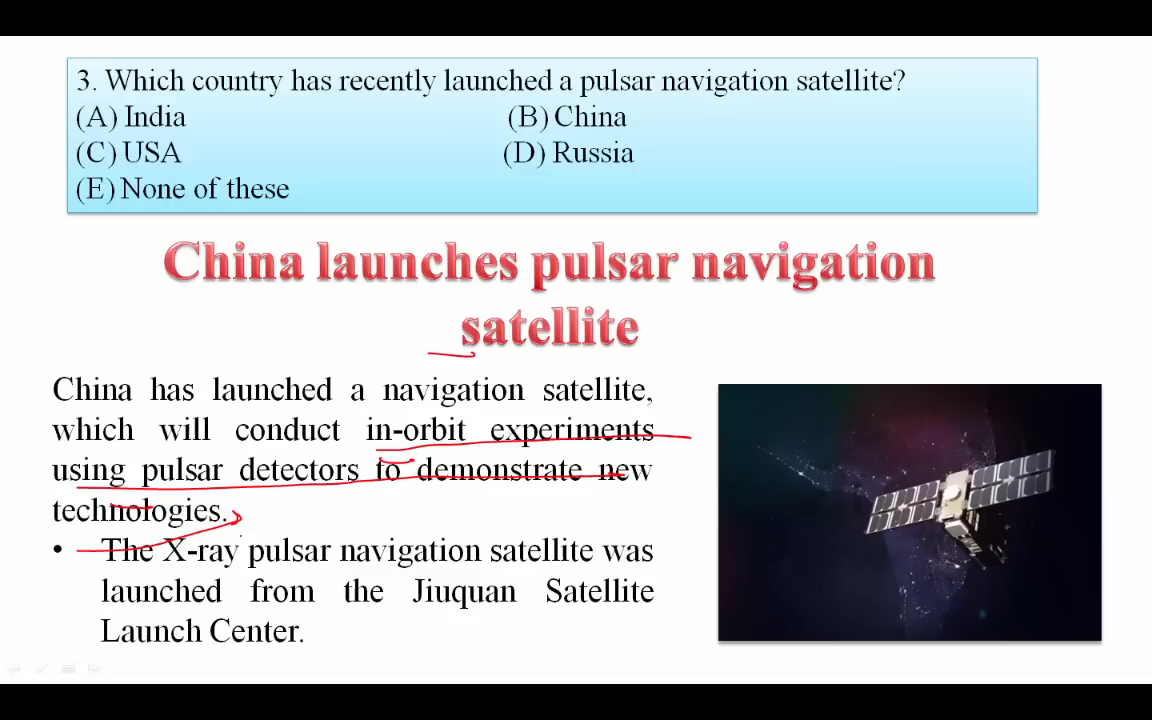 3. Which country has recently launched a pulsar navigation satellite?
(A) India (B) China
(C) USA (D) Russia
(E) None of these
China launches pulsar navigation
satellite
China has launched a navigation satellite,
which will conduct in-orbit experiments
using pulsar detectors to demonstrate new
technologies.
• The X-ray pulsar navigation satellite was
launched from the Jiuquan Satellite
Launch Center.